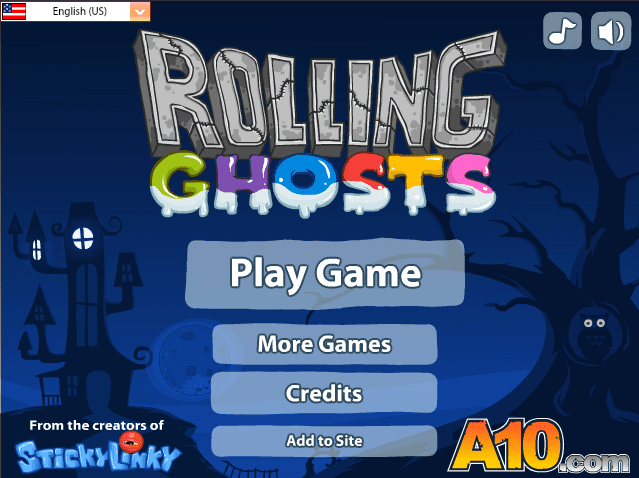 English (US)
ROLLING
GHOSTS
Play Game
More Games
Credits
Add to Site
From the creators of
StickyLinky
A10.com